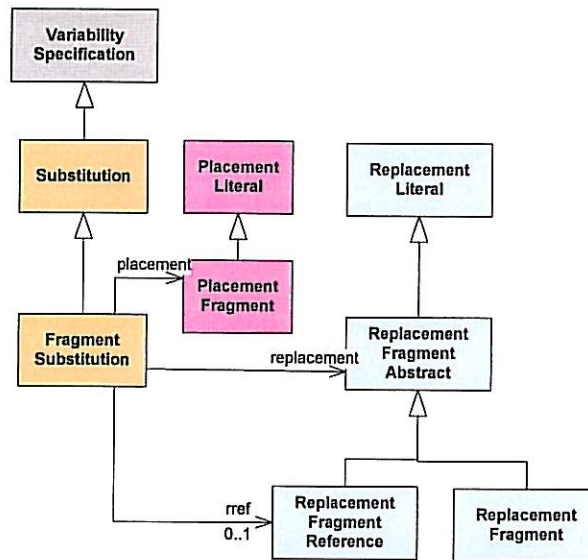 Variability
Specification
Substitution
Placement
Literal
Replacement
Literal
placement
Placement
Fragment
Fragment
Substitution
replacement
Replacement
Fragment
Abstract
rref
0..1
Replacement
Fragment
Reference
Replacement
Fragment